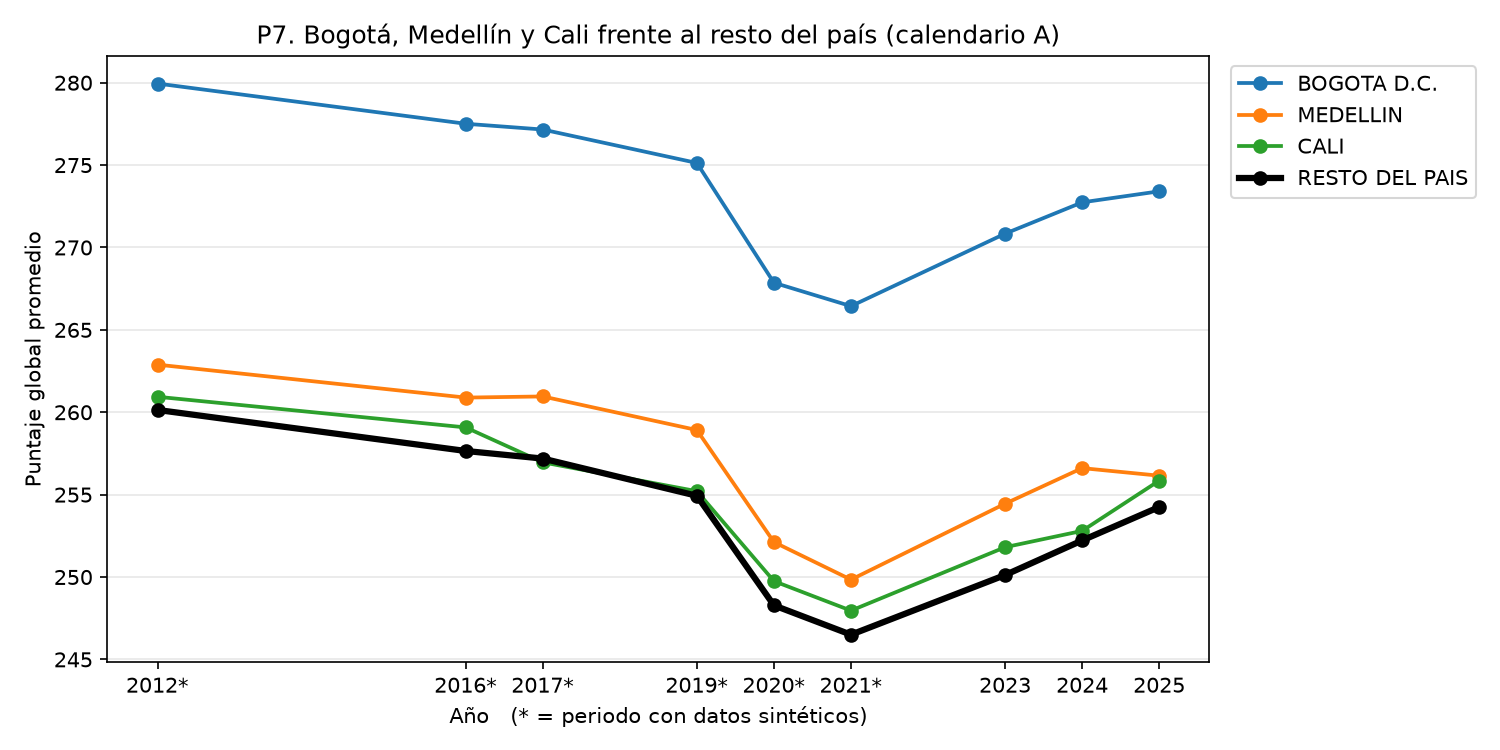 P7. Bogotá, Medellín y Cali frente al resto del país (calendario A)
BOGOTA D.C.
MEDELLIN
CALI
RESTO DEL PAIS
Puntaje global promedio
280
275
270
265
260
255
250
245
2012* 2016* 2017* 2019* 2020* 2021* 2023 2024 2025
Año (* = periodo con datos sintéticos)